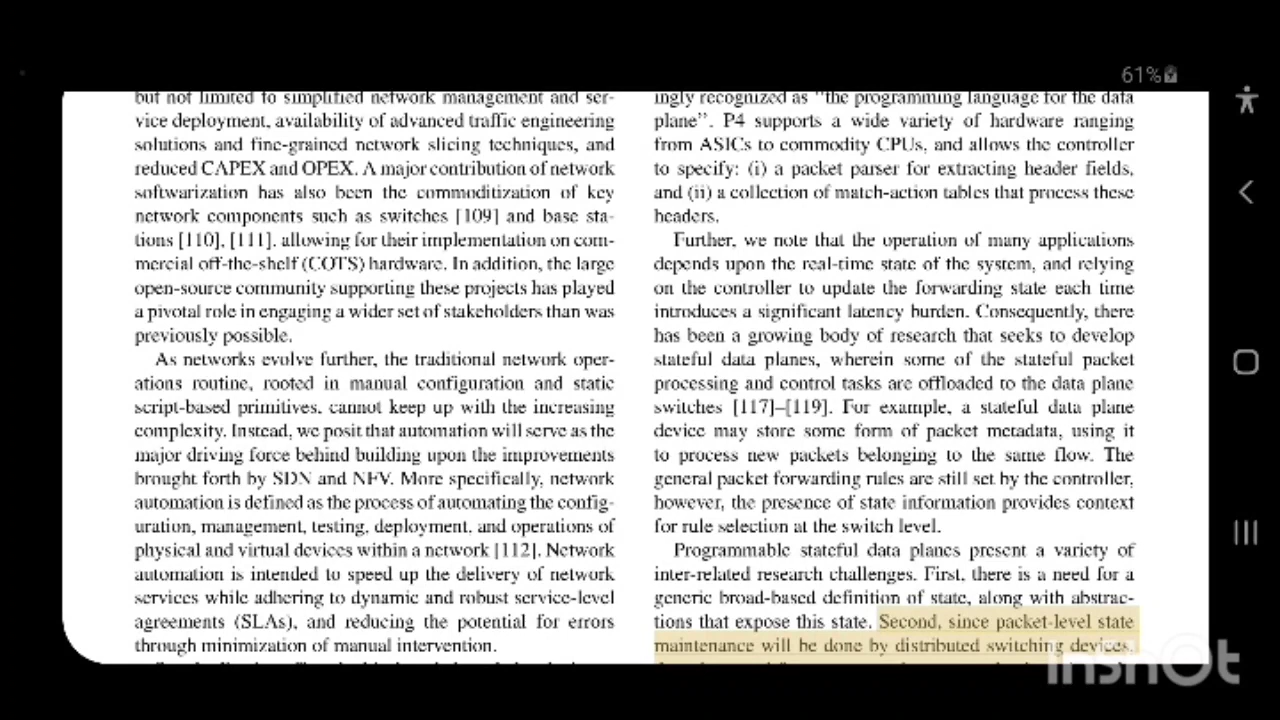 61%
but not limited to simplified network management and ser-
vice deployment, availability of advanced traffic engineering
solutions and fine-grained network slicing techniques, and
reduced CAPEX and OPEX. A major contribution of network
softwarization has also been the commoditization of key
network components such as switches [109] and base sta-
tions [110], [111], allowing for their implementation on com-
mercial off-the-shelf (COTS) hardware. In addition, the large
open-source community supporting these projects has played
a pivotal role in engaging a wider set of stakeholders than was
previously possible.
As networks evolve further, the traditional network oper-
ations routine, rooted in manual configuration and static
script-based primitives, cannot keep up with the increasing
complexity. Instead, we posit that automation will serve as the
major driving force behind building upon the improvements
brought forth by SDN and NFV. More specifically, network
automation is defined as the process of automating the config-
uration, management, testing, deployment, and operations of
physical and virtual devices within a network [112]. Network
automation is intended to speed up the delivery of network
services while adhering to dynamic and robust service-level
agreements (SLAs), and reducing the potential for errors
through minimization of manual intervention.
ingly recognized as "the programming language for the data
plane". P4 supports a wide variety of hardware ranging
from ASICs to commodity CPUs, and allows the controller
to specify: (i) a packet parser for extracting header fields,
and (ii) a collection of match-action tables that process these
headers.
Further, we note that the operation of many applications
depends upon the real-time state of the system, and relying
on the controller to update the forwarding state each time
introduces a significant latency burden. Consequently, there
has been a growing body of research that seeks to develop
stateful data planes, wherein some of the stateful packet
processing and control tasks are offloaded to the data plane
switches [117]–[119]. For example, a stateful data plane
device may store some form of packet metadata, using it
to process new packets belonging to the same flow. The
general packet forwarding rules are still set by the controller,
however, the presence of state information provides context
for rule selection at the switch level.
Programmable stateful data planes present a variety of
inter-related research challenges. First, there is a need for a
generic broad-based definition of state, along with abstrac-
tions that expose this state. Second, since packet-level state
maintenance will be done by distributed switching devices,
InShOt